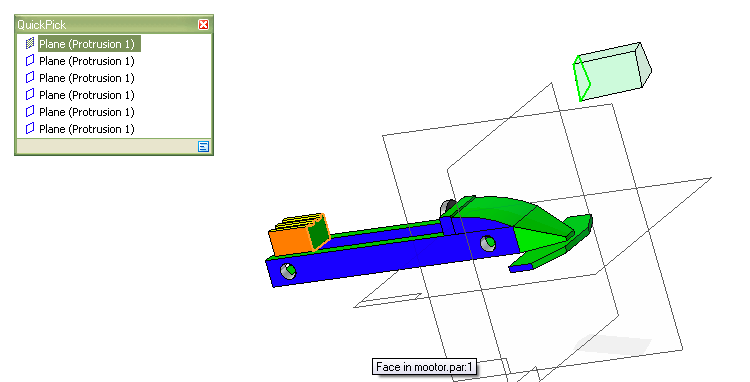 QuickPick
Plane (Protrusion 1)
Plane (Protrusion 1)
Plane (Protrusion 1)
Plane (Protrusion 1)
Plane (Protrusion 1)
Plane (Protrusion 1)
Face in mootor.par:1